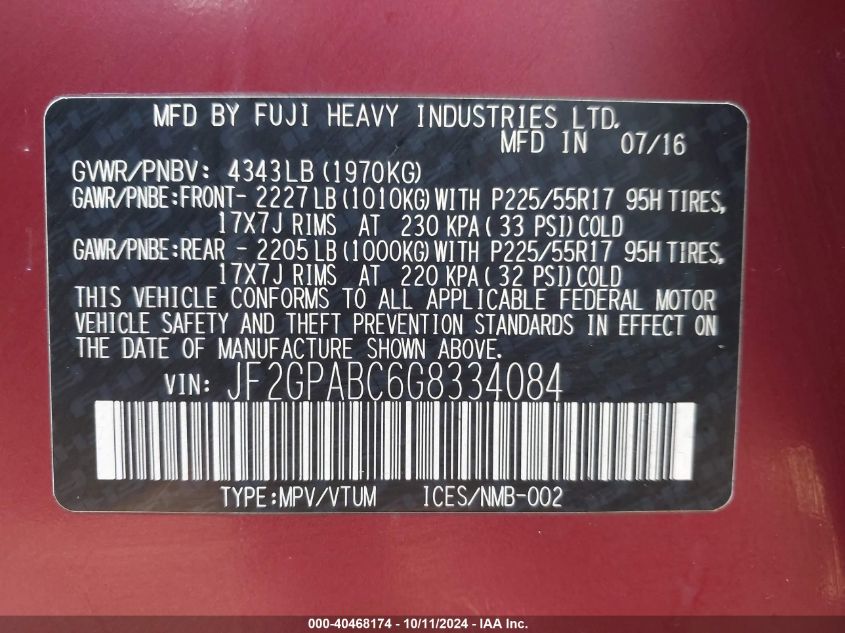 MFD BY FUJI HEAVY INDUSTRIES LTD.
MFD IN 07/16
GVWR/PNBV: 4343LB (1970KG)
GAWR/PNBE:FRONT- 2227LB (1010KG) WITH P225/55R17 95H TIRES,
17X7J RIMS AT 230 KPA ( 33 PSI) COLD
GAWR/PNBE:REAR - 2205LB (1000KG) WITH P225/55R17 95H TIRES,
17X7J RIMS AT 220 KPA ( 32 PSI) COLD
THIS VEHICLE CONFORMS TO ALL APPLICABLE FEDERAL MOTOR
VEHICLE SAFETY AND THEFT PREVENTION STANDARDS IN EFFECT ON
THE DATE OF MANUFACTURE SHOWN ABOVE.
VIN: JF2GPABC6G8334084
TYPE:MPV/VTUM ICES/NMB-002
000-40468174 - 10/11/2024 - IAA Inc.